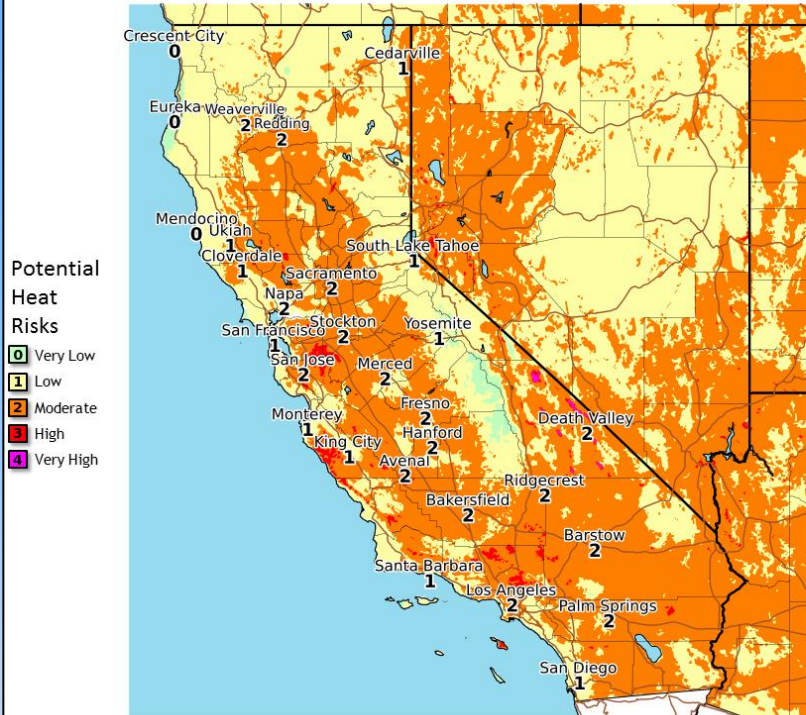 Crescent City
0
Cedarville
1
Eureka
0
Weaverville
2
Redding
2
Mendocino
0
Ukiah
1
Cloverdale
1
South Lake Tahoe
1
Sacramento
2
Napa
2
San Francisco
1
Stockton
2
Yosemite
1
San Jose
2
Merced
2
Monterey
1
Fresno
2
Hanford
2
Death Valley
2
King City
1
Avenal
2
Ridgecrest
2
Bakersfield
2
Barstow
2
Santa Barbara
1
Los Angeles
2
Palm Springs
2
San Diego
1
Potential
Heat
Risks
0 Very Low
1 Low
2 Moderate
3 High
4 Very High